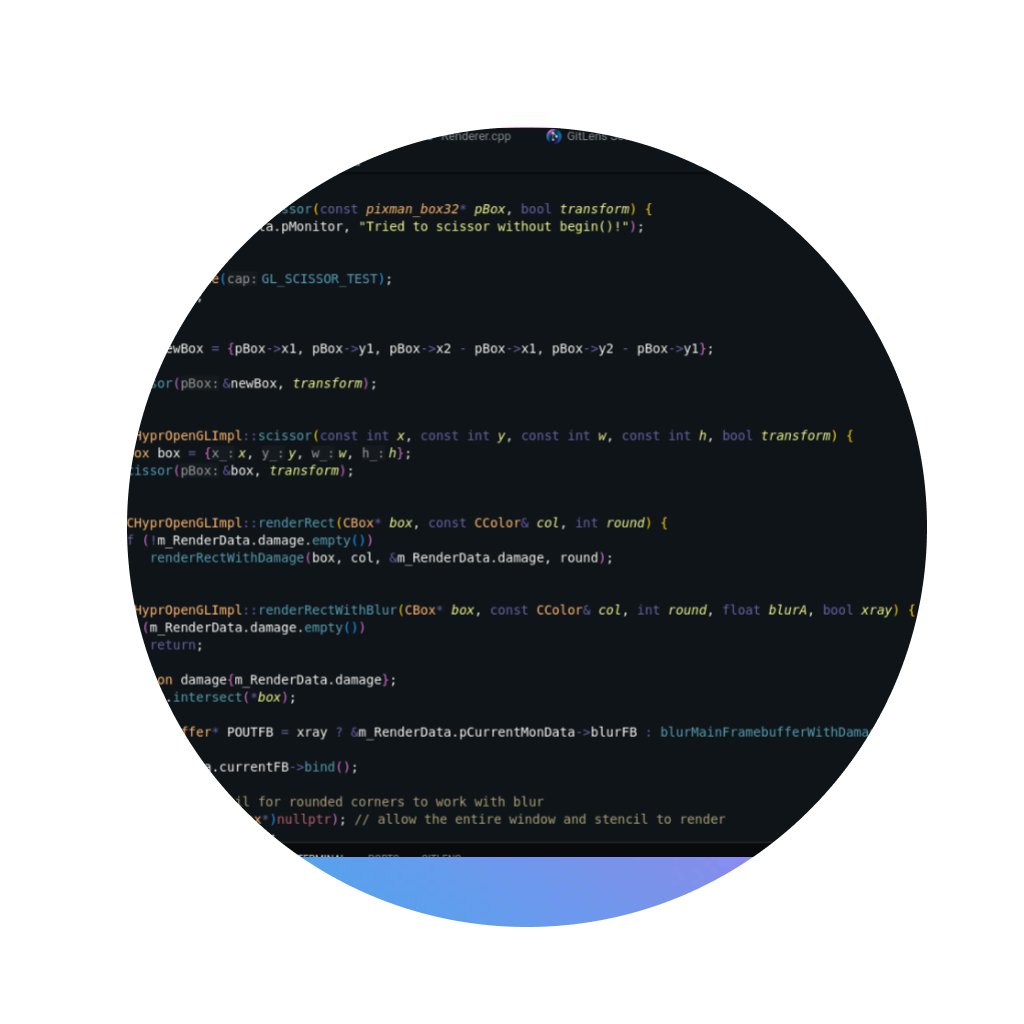 Renderer.cpp GitLens
ssor(const pixman_box32* pBox, bool transform) {
ta.pMonitor, "Tried to scissor without begin()!");
e(cap: GL_SCISSOR_TEST);
;
ewBox = {pBox->x1, pBox->y1, pBox->x2 - pBox->x1, pBox->y2 - pBox->y1};
sor(pBox: &newBox, transform);
HyprOpenGLImpl::scissor(const int x, const int y, const int w, const int h, bool transform) {
ox box = {x_: x, y_: y, w_: w, h_: h};
issor(pBox: &box, transform);
CHyprOpenGLImpl::renderRect(CBox* box, const CColor& col, int round) {
f (!m_RenderData.damage.empty())
renderRectWithDamage(box, col, &m_RenderData.damage, round);
HyprOpenGLImpl::renderRectWithBlur(CBox* box, const CColor& col, int round, float blurA, bool xray) {
(m_RenderData.damage.empty())
return;
on damage{m_RenderData.damage};
.intersect(*box);
ffer* POUTFB = xray ? &m_RenderData.pCurrentMonData->blurFB : blurMainFramebufferWithDama
a.currentFB->bind();
il for rounded corners to work with blur
x*)nullptr); // allow the entire window and stencil to render
TERMINAL PORTS GITLENS